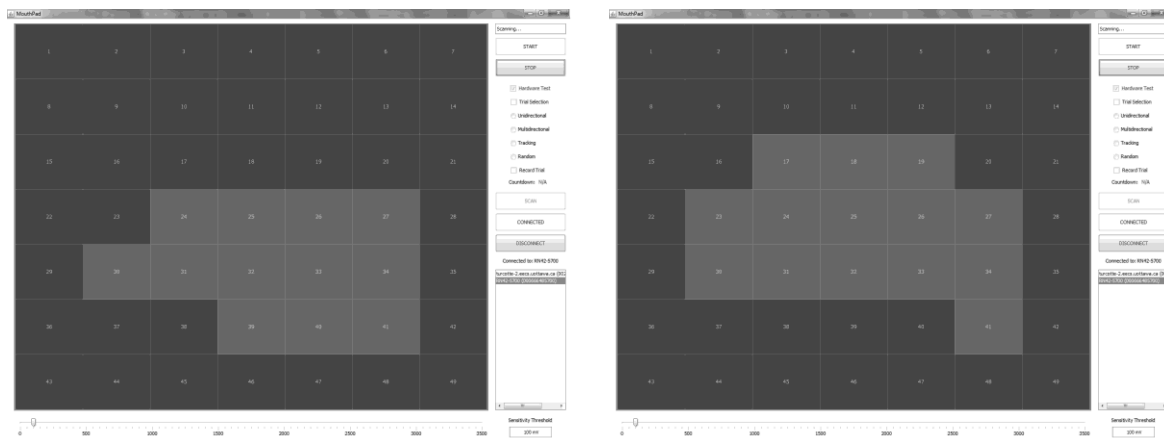 MouthPad
1 2 3 4 5 6 7
8 9 10 11 12 13 14
15 16 17 18 19 20 21
22 23 24 25 26 27 28
29 30 31 32 33 34 35
36 37 38 39 40 41 42
43 44 45 46 47 48 49
Scanning...
START
STOP
Hardware Test
Trial Selection
Unidirectional
Multidirectional
Tracking
Random
Record Trial
Countdown: N/A
SCAN
CONNECTED
DISCONNECT
Connected to: RN42-5700
0 500 1000 1500 2000 2500 3000 3500
Sensitivity Threshold
MouthPad
1 2 3 4 5 6 7
8 9 10 11 12 13 14
15 16 17 18 19 20 21
22 23 24 25 26 27 28
29 30 31 32 33 34 35
36 37 38 39 40 41 42
43 44 45 46 47 48 49
Scanning...
START
STOP
Hardware Test
Trial Selection
Unidirectional
Multidirectional
Tracking
Random
Record Trial
Countdown: N/A
SCAN
CONNECTED
DISCONNECT
Connected to: RN42-5700
0 500 1000 1500 2000 2500 3000 3500
Sensitivity Threshold